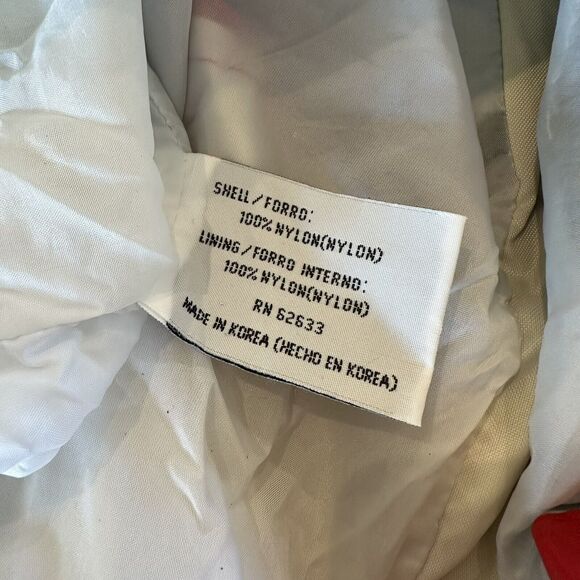 SHELL/FORRO:
100% NYLON(NYLON)
LINING/FORRO INTERNO:
100% NYLON(NYLON)
RN 62633
MADE IN KOREA (HECHO EN KOREA)